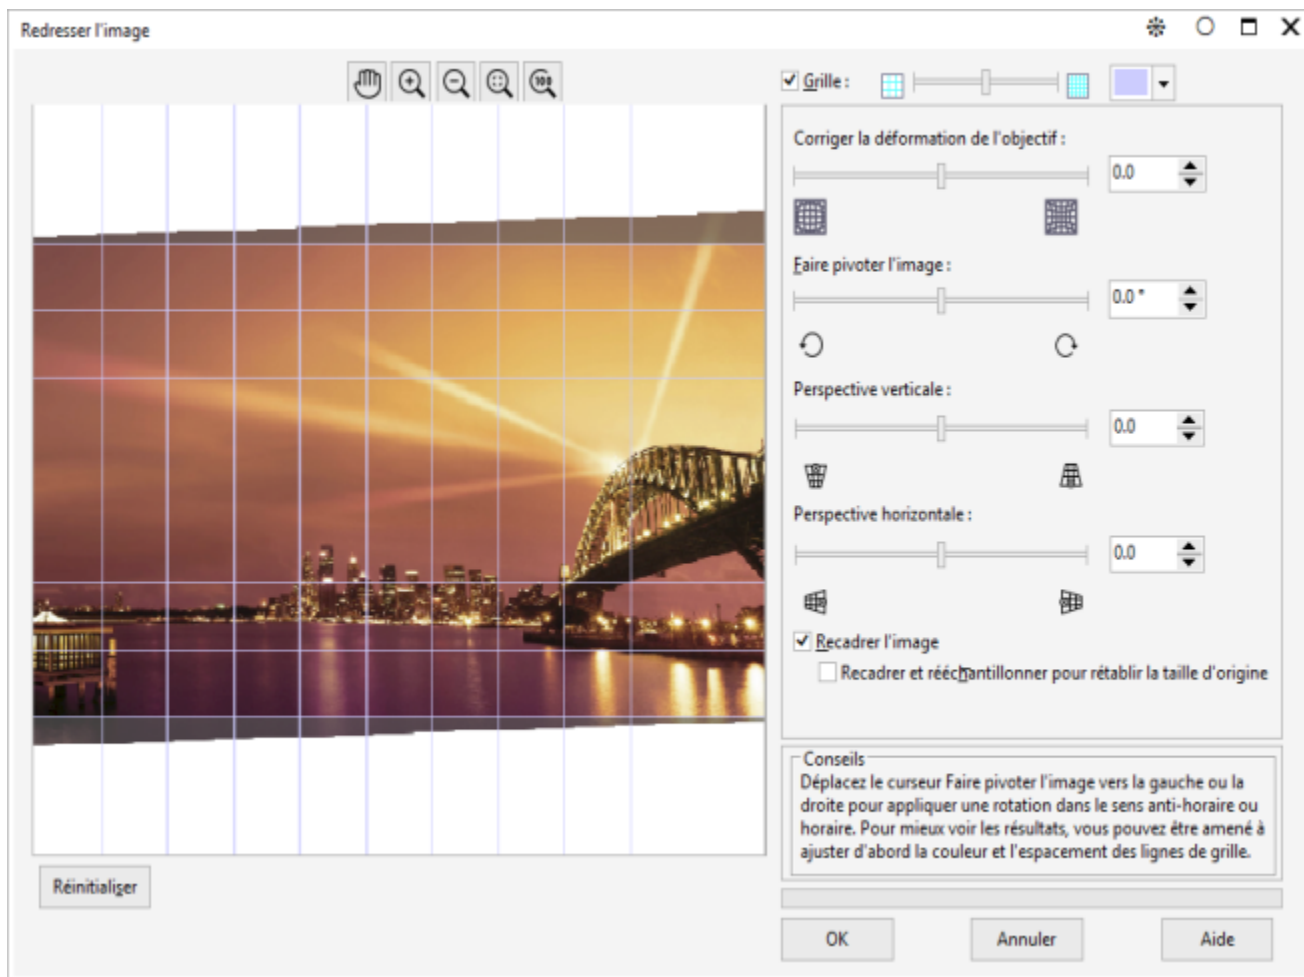 Redresser l'image
100
Grille :
Corriger la déformation de l'objectif :
0.0
Faire pivoter l'image :
0.0 °
Perspective verticale :
0.0
Perspective horizontale :
0.0
Recadrer l'image
Recadrer et rééchantillonner pour rétablir la taille d'origine
Conseils
Déplacez le curseur Faire pivoter l'image vers la gauche ou la
droite pour appliquer une rotation dans le sens anti-horaire ou
horaire. Pour mieux voir les résultats, vous pouvez être amené à
ajuster d'abord la couleur et l'espacement des lignes de grille.
Réinitialiser
OK
Annuler
Aide